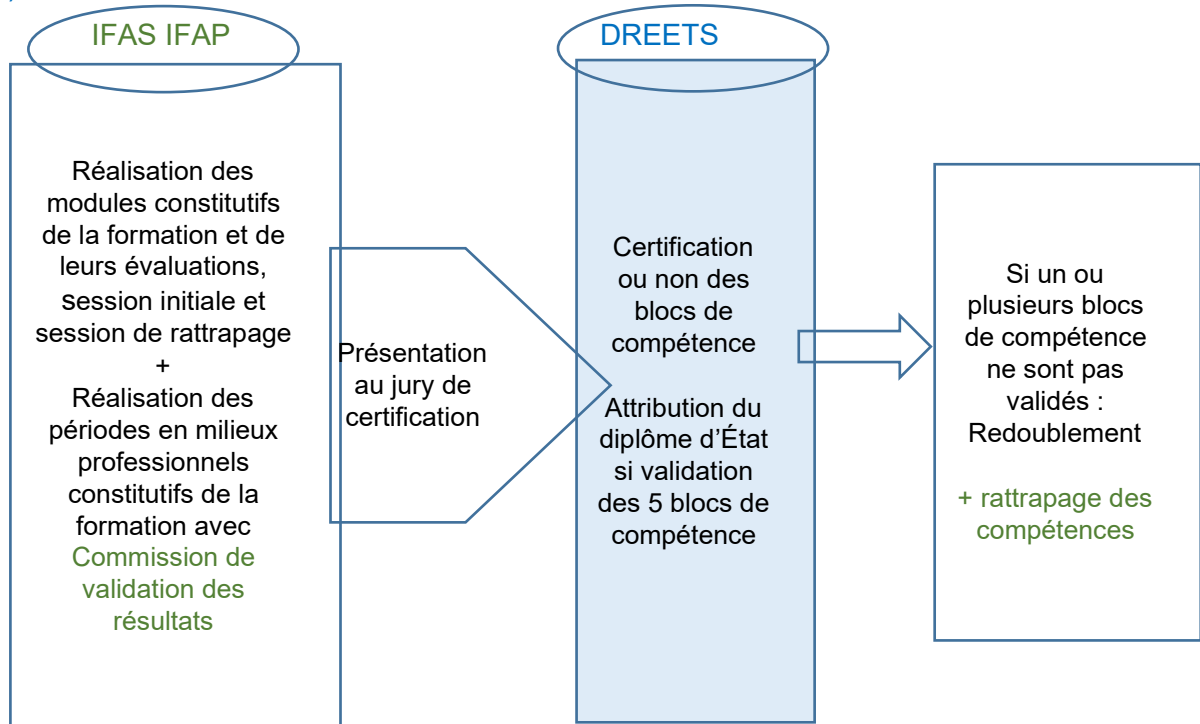 IFAS IFAP
Réalisation des
modules constitutifs
de la formation et de
leurs évaluations,
session initiale et
session de rattrapage
+
Réalisation des
périodes en milieux
professionnels
constitutifs de la
formation avec
Commission de
validation des
résultats
Présentation
au jury de
certification
DREETS
Certification
ou non des
blocs de
compétence
Attribution du
diplôme d’État
si validation
des 5 blocs de
compétence
Si un ou
plusieurs blocs
de compétence
ne sont pas
validés :
Redoublement
+ rattrapage des
compétences